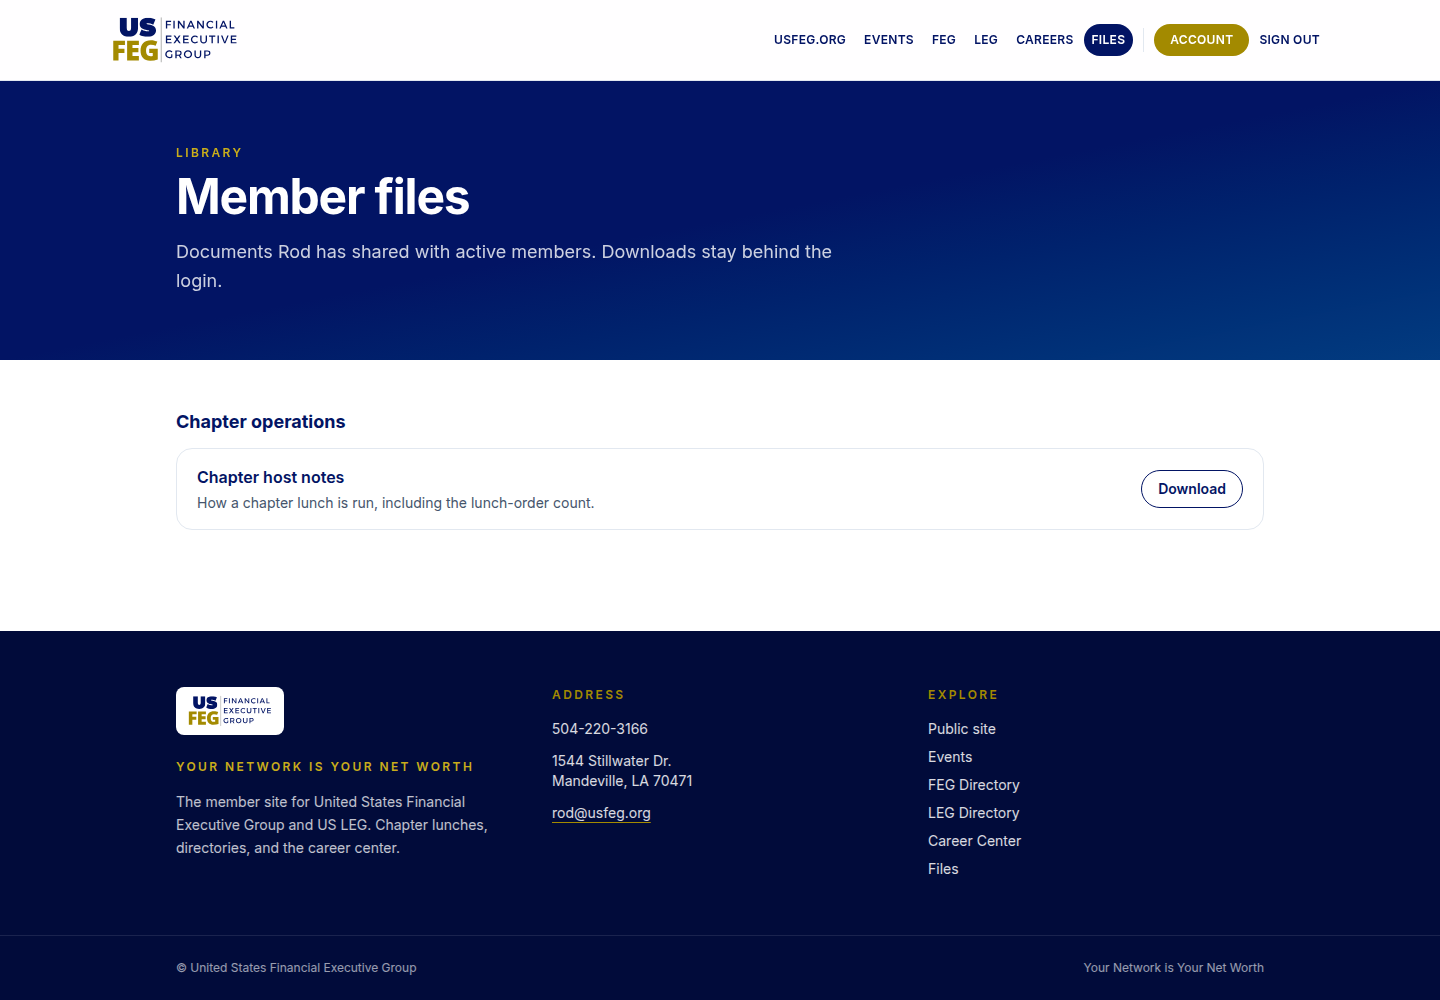 US FEG FINANCIAL EXECUTIVE GROUP
USFEG.ORG EVENTS FEG LEG CAREERS FILES ACCOUNT SIGN OUT
LIBRARY
Member files
Documents Rod has shared with active members. Downloads stay behind the
login.
Chapter operations
Chapter host notes
How a chapter lunch is run, including the lunch-order count.
Download
US FEG FINANCIAL EXECUTIVE GROUP
YOUR NETWORK IS YOUR NET WORTH
The member site for United States Financial
Executive Group and US LEG. Chapter lunches,
directories, and the career center.
ADDRESS
504-220-3166
1544 Stillwater Dr.
Mandeville, LA 70471
rod@usfeg.org
EXPLORE
Public site
Events
FEG Directory
LEG Directory
Career Center
Files
© United States Financial Executive Group
Your Network is Your Net Worth